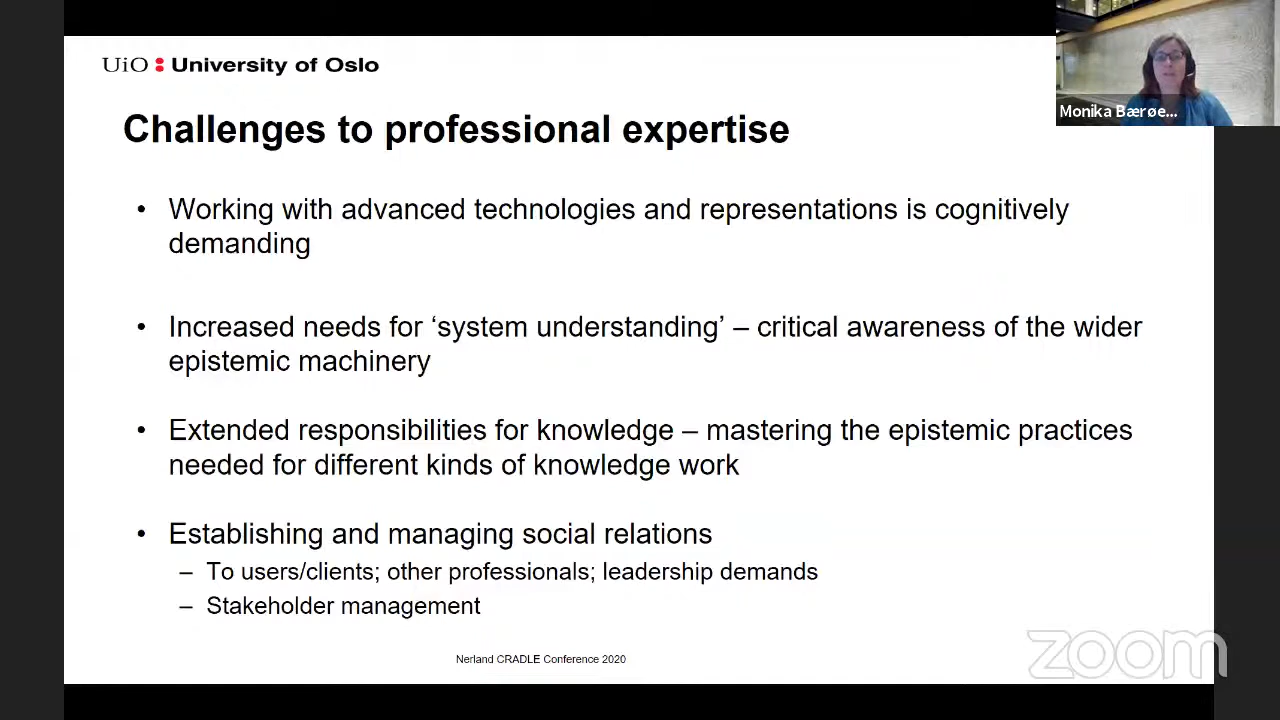 UiO : University of Oslo
Monika Bærøe...
Challenges to professional expertise
• Working with advanced technologies and representations is cognitively
demanding
• Increased needs for ‘system understanding’ – critical awareness of the wider
epistemic machinery
• Extended responsibilities for knowledge – mastering the epistemic practices
needed for different kinds of knowledge work
• Establishing and managing social relations
– To users/clients; other professionals; leadership demands
– Stakeholder management
Nerland CRADLE Conference 2020
zoom